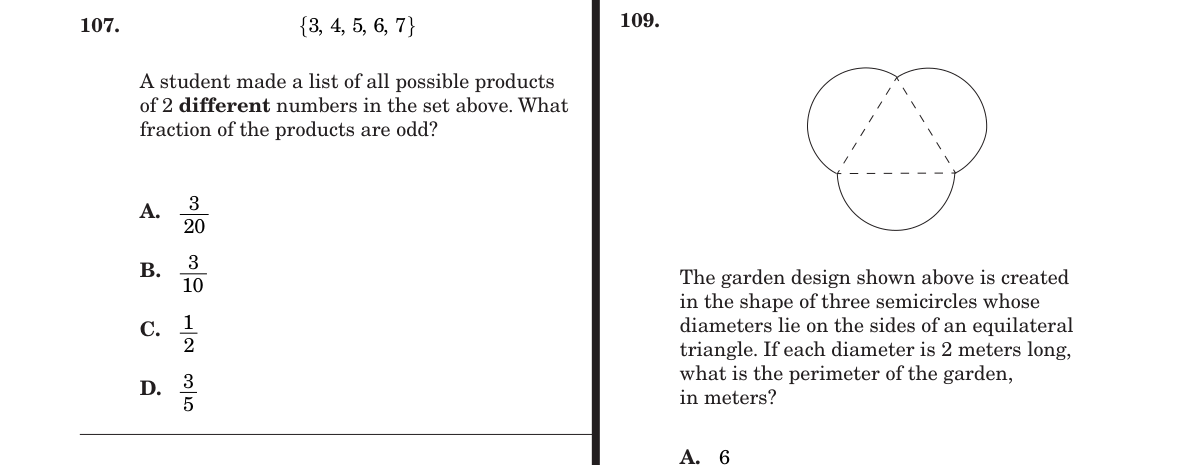 107.
{3, 4, 5, 6, 7}
A student made a list of all possible products
of 2 different numbers in the set above. What
fraction of the products are odd?
A. 3/20
B. 3/10
C. 1/2
D. 3/5
109.
The garden design shown above is created
in the shape of three semicircles whose
diameters lie on the sides of an equilateral
triangle. If each diameter is 2 meters long,
what is the perimeter of the garden,
in meters?
A. 6